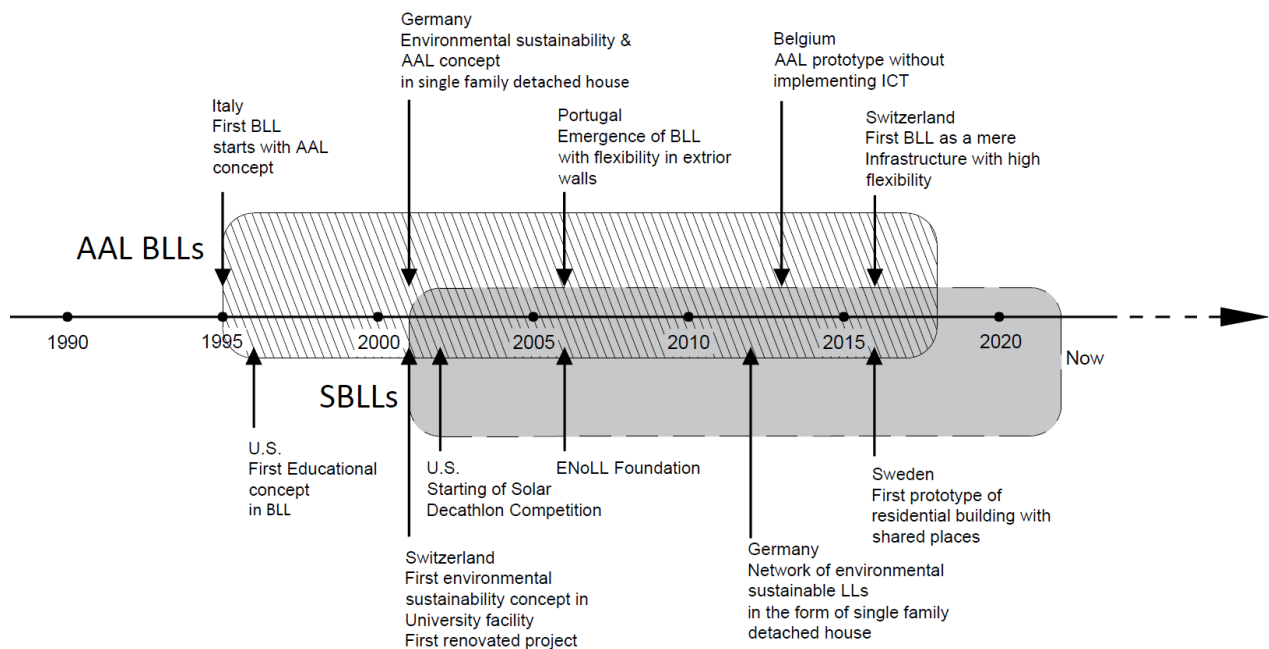 Germany
Environmental sustainability &
AAL concept
in single family detached house
Belgium
AAL prototype without
implementing ICT
Italy
First BLL
starts with AAL
concept
Portugal
Emergence of BLL
with flexibility in extrior
walls
Switzerland
First BLL as a mere
Infrastructure with high
flexibility
AAL BLLs
1990
1995
2000
2005
2010
2015
2020
Now
SBLLs
U.S.
First Educational
concept
in BLL
U.S.
Starting of Solar
Decathlon Competition
ENoLL Foundation
Sweden
First prototype of
residential building with
shared places
Switzerland
First environmental
sustainability concept in
University facility
First renovated project
Germany
Network of environmental
sustainable LLs
in the form of single family
detached house